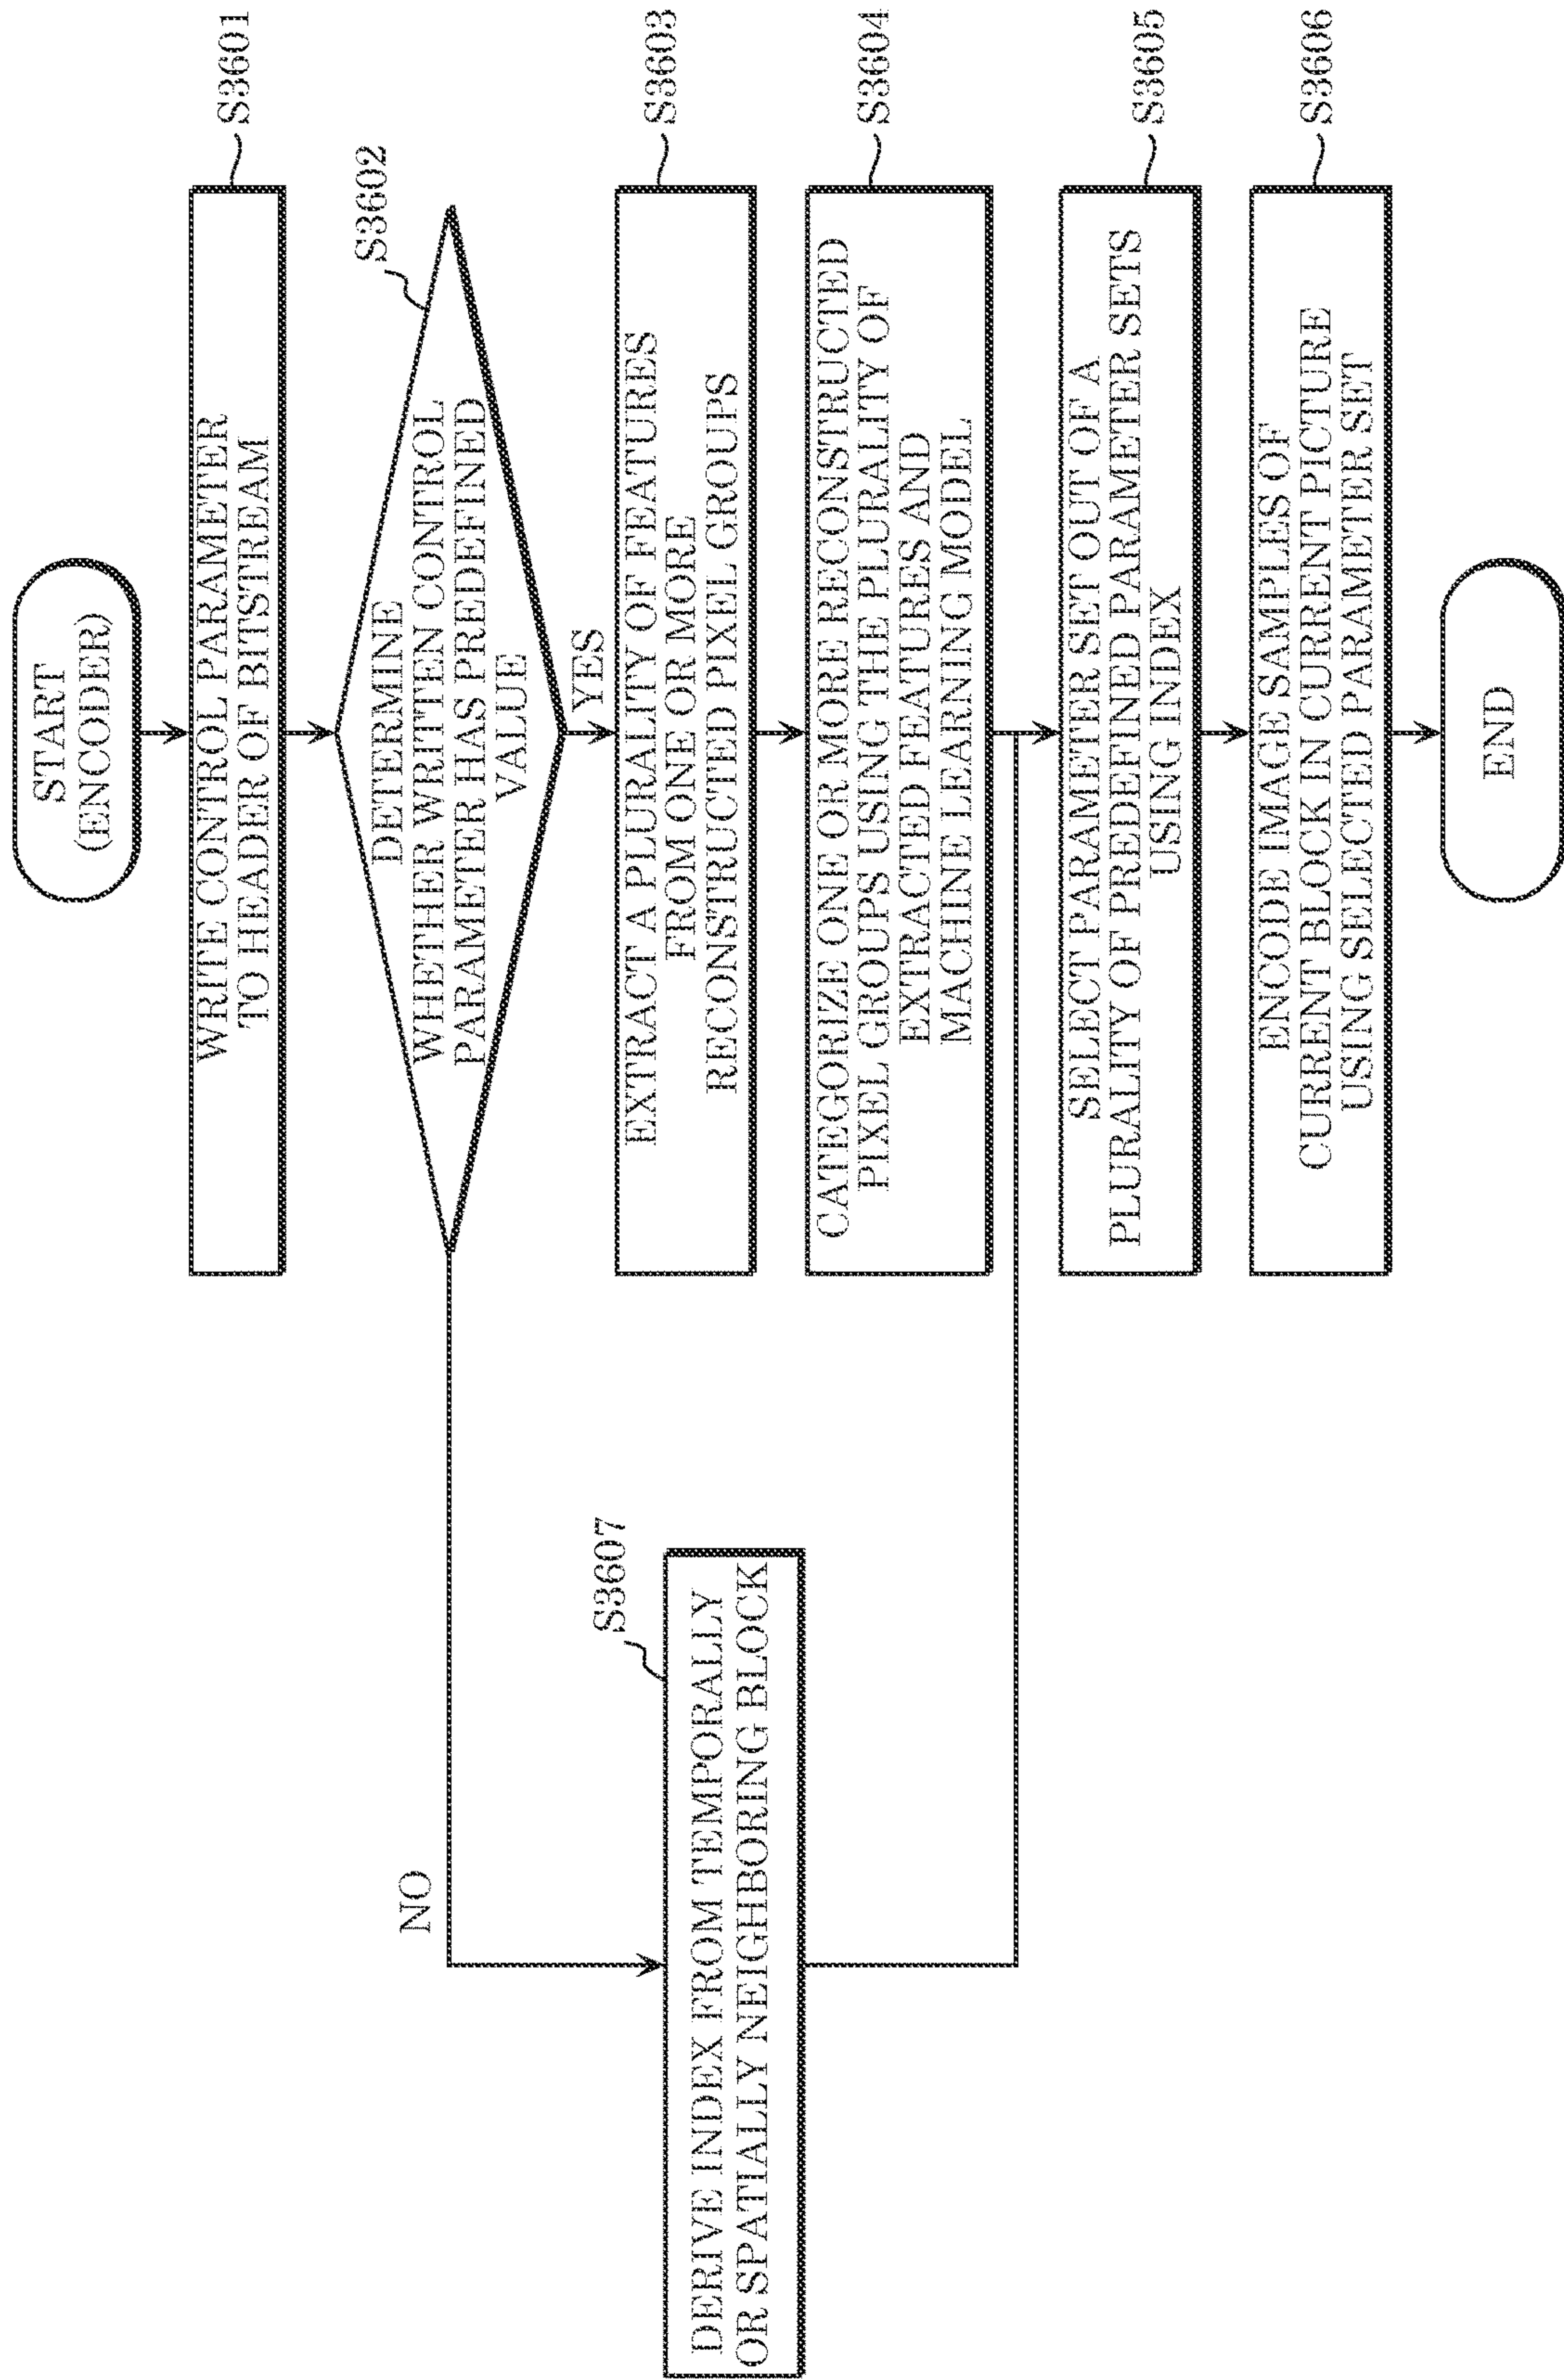 START
(ENCODER)
WRITE CONTROL PARAMETER
TO HEADER OF BITSTREAM
S3601
DETERMINE
WHETHER WRITTEN CONTROL
PARAMETER HAS PREDEFINED
VALUE
S3602
NO
YES
EXTRACT A PLURALITY OF FEATURES
FROM ONE OR MORE
RECONSTRUCTED PIXEL GROUPS
S3603
DERIVE INDEX FROM TEMPORALLY
OR SPATIALLY NEIGHBORING BLOCK
S3607
CATEGORIZE ONE OR MORE RECONSTRUCTED
PIXEL GROUPS USING THE PLURALITY OF
EXTRACTED FEATURES AND
MACHINE LEARNING MODEL
S3604
SELECT PARAMETER SET OUT OF A
PLURALITY OF PREDEFINED PARAMETER SETS
USING INDEX
S3605
ENCODE IMAGE SAMPLES OF
CURRENT BLOCK IN CURRENT PICTURE
USING SELECTED PARAMETER SET
S3606
END